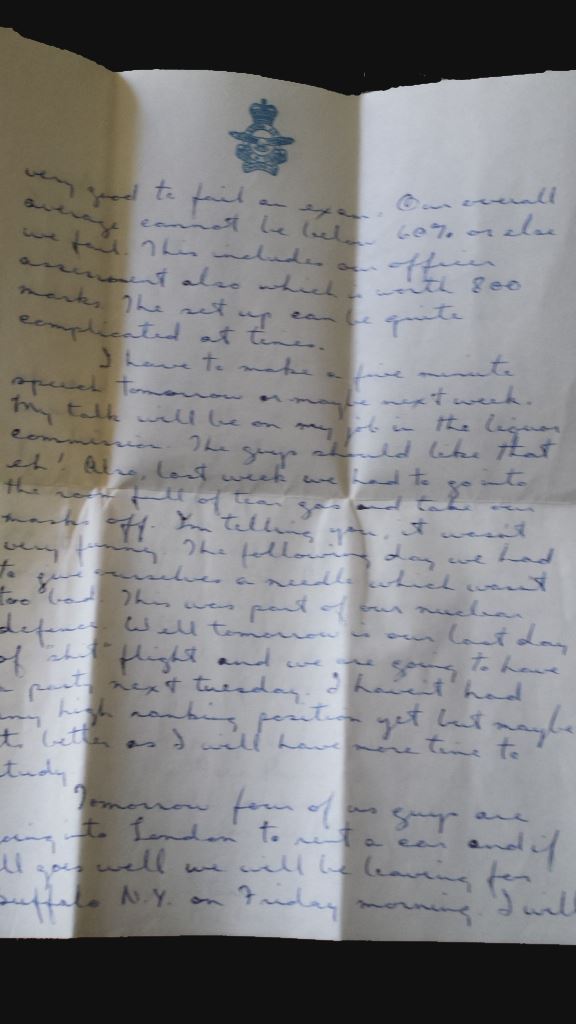 very good to fail an exam. Our overall
average cannot be below 60% or else
we fail. This includes our officer
assessment also which is worth 800
marks. The set up can be quite
complicated at times.
I have to make a five minute
speech tomorrow or maybe next week.
My talk will be on my job in the liquor
commission. The guys should like that
eh! Also, last week we had to go into
the room full of tear gas and take our
masks off. I'm telling you, it wasn't
very funny. The following day we had
to give ourselves a needle which wasn't
too bad. This was part of our nuclear
defence. Well tomorrow is our last day
of "shit" flight and we are going to have
a party next tuesday. I haven't had
any high ranking position yet but maybe
its better as I will have more time to
study.
Tomorrow four of us guys are
going into London to rent a car and if
all goes well we will be leaving for
Buffalo N.Y. on Friday morning. I will